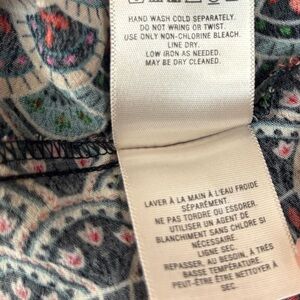 HAND WASH COLD SEPARATELY.
DO NOT WRING OR TWIST.
USE ONLY NON-CHLORINE BLEACH.
LINE DRY.
LOW IRON AS NEEDED.
MAY BE DRY CLEANED.
LAVER À LA MAIN À L'EAU FROIDE
SÉPARÉMENT.
NE PAS TORDRE OU ESSORER.
UTILISER UN AGENT DE
BLANCHIMENT SANS CHLORE SI
NÉCESSAIRE.
LIGNE SEC.
REPASSER, AU BESOIN, À TRÈS
BASSE TEMPÉRATURE.
PEUT-ÊTRE ÊTRE NETTOYER À
SEC.